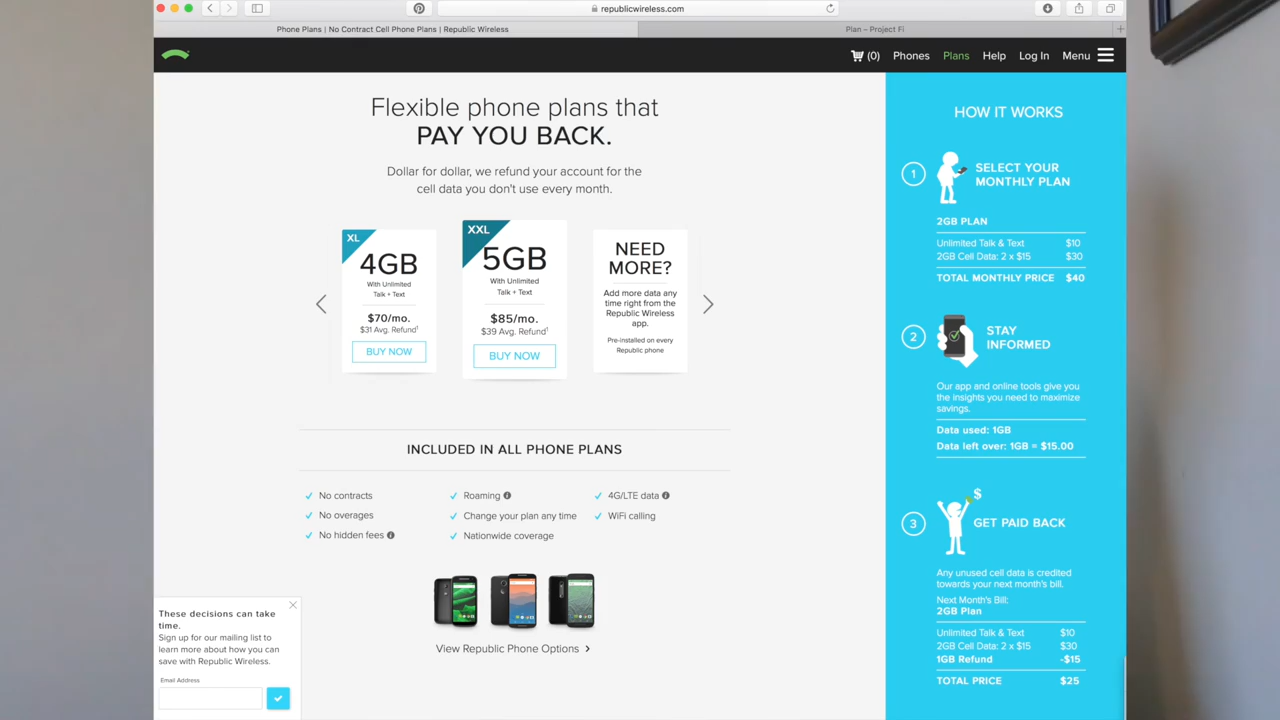 republicwireless.com
Phone Plans | No Contract Cell Phone Plans | Republic Wireless
Plan – Project Fi
(0) Phones Plans Help Log In Menu
Flexible phone plans that
PAY YOU BACK.
Dollar for dollar, we refund your account for the
cell data you don't use every month.
XL
4GB
With Unlimited
Talk + Text
$70/mo.
$31 Avg. Refund¹
BUY NOW
XXL
5GB
With Unlimited
Talk + Text
$85/mo.
$39 Avg. Refund¹
BUY NOW
NEED
MORE?
Add more data any
time right from the
Republic Wireless
app.
Pre-installed on every
Republic phone
INCLUDED IN ALL PHONE PLANS
No contracts
No overages
No hidden fees
Roaming
Change your plan any time
Nationwide coverage
4G/LTE data
WiFi calling
View Republic Phone Options
These decisions can take
time.
Sign up for our mailing list to
learn more about how you can
save with Republic Wireless.
Email Address
HOW IT WORKS
1
SELECT YOUR
MONTHLY PLAN
2GB PLAN
Unlimited Talk & Text $10
2GB Cell Data: 2 x $15 $30
TOTAL MONTHLY PRICE $40
2
STAY
INFORMED
Our app and online tools give you
the insights you need to maximize
savings.
Data used: 1GB
Data left over: 1GB = $15.00
$
3
GET PAID BACK
Any unused cell data is credited
towards your next month's bill.
Next Month's Bill:
2GB Plan
Unlimited Talk & Text $10
2GB Cell Data: 2 x $15 $30
1GB Refund -$15
TOTAL PRICE $25